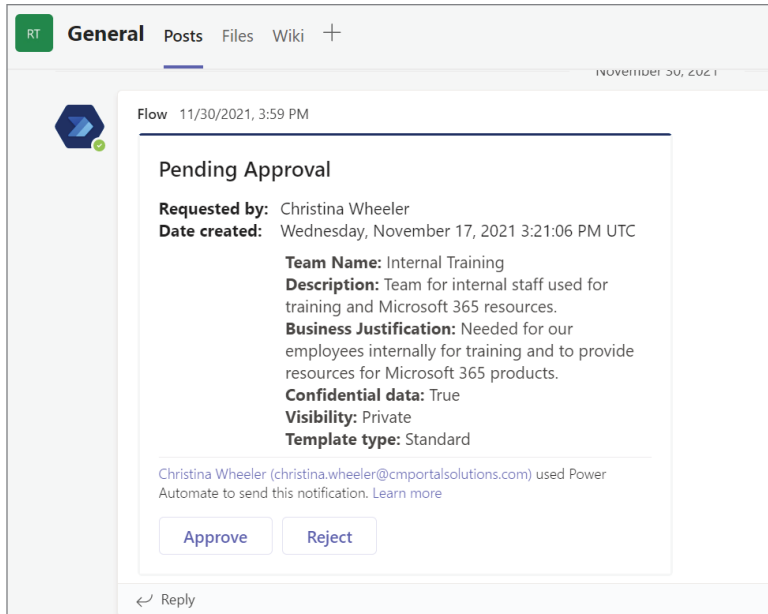 RT General Posts Files Wiki
November 30, 2021
Flow 11/30/2021, 3:59 PM
Pending Approval
Requested by: Christina Wheeler
Date created: Wednesday, November 17, 2021 3:21:06 PM UTC
Team Name: Internal Training
Description: Team for internal staff used for
training and Microsoft 365 resources.
Business Justification: Needed for our
employees internally for training and to provide
resources for Microsoft 365 products.
Confidential data: True
Visibility: Private
Template type: Standard
Christina Wheeler (christina.wheeler@cmportalsolutions.com) used Power
Automate to send this notification. Learn more
Approve Reject
Reply